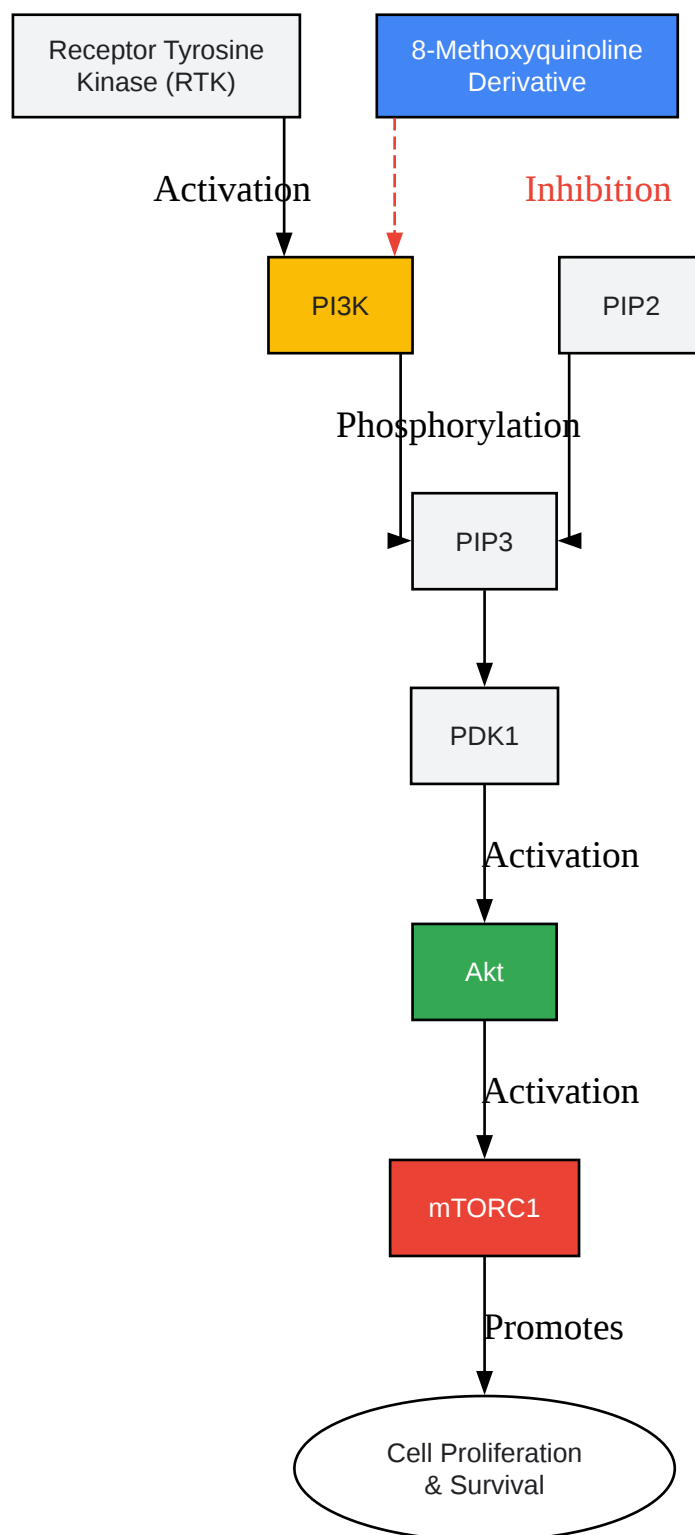 Receptor Tyrosine
Kinase (RTK)
8-Methoxyquinoline
Derivative
Activation
Inhibition
PI3K
PIP2
Phosphorylation
PIP3
PDK1
Activation
Akt
Activation
mTORC1
Promotes
Cell Proliferation
& Survival